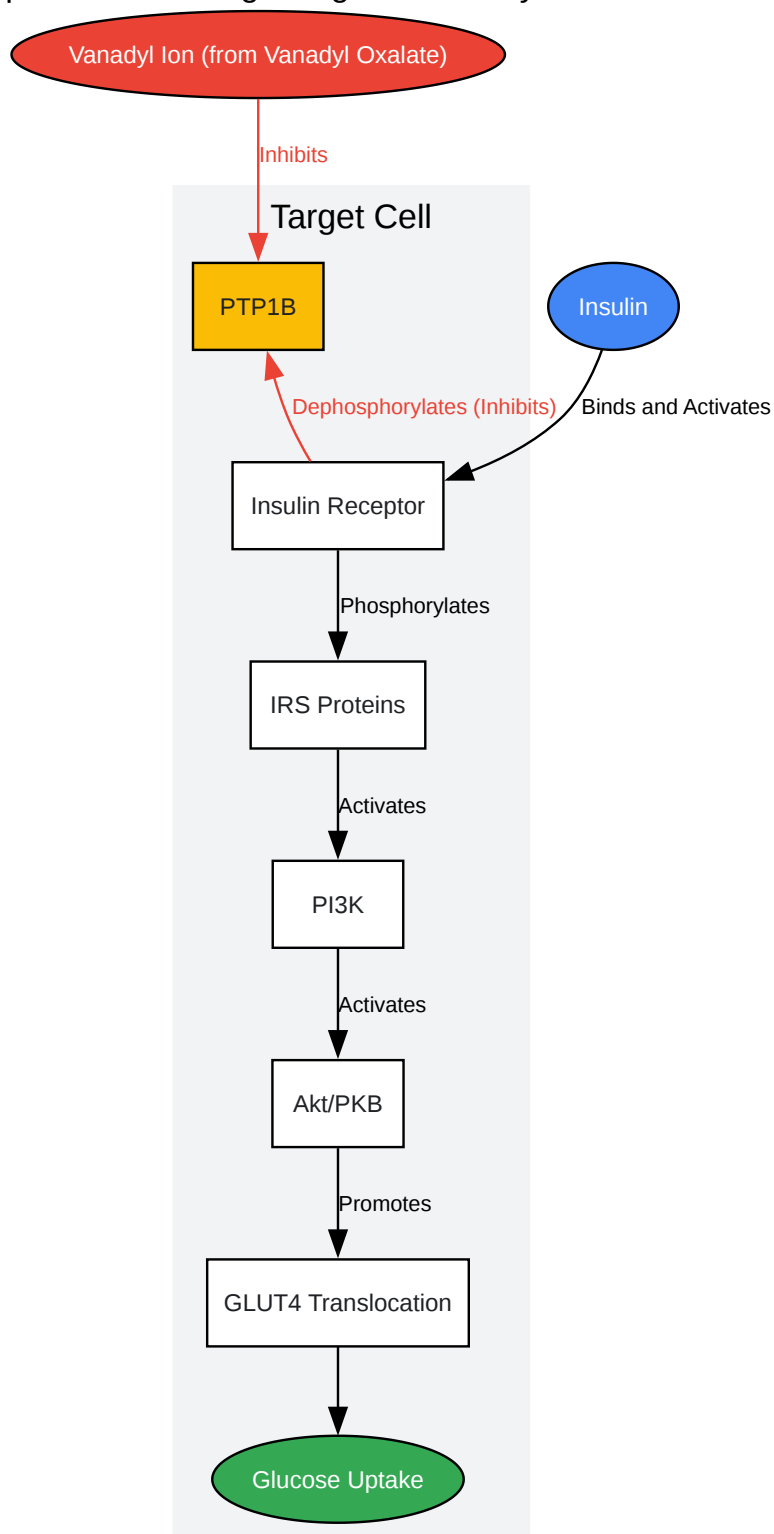 Vanadyl Ion (from Vanadyl Oxalate)
Inhibits
Target Cell
PTP1B
Insulin
Dephosphorylates (Inhibits)
Binds and Activates
Insulin Receptor
Phosphorylates
IRS Proteins
Activates
PI3K
Activates
Akt/PKB
Promotes
GLUT4 Translocation
Glucose Uptake